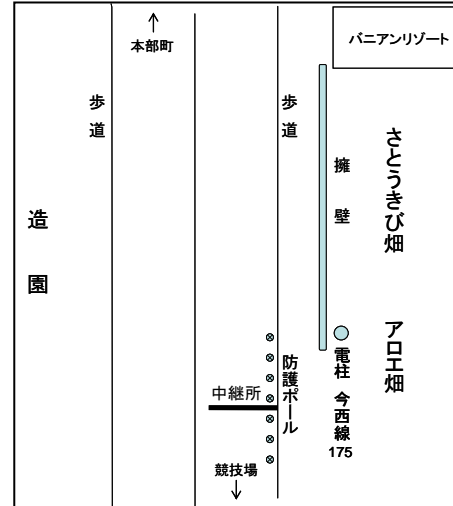 本部町
バニアンリゾート
歩道
歩道
擁壁
さとうきび畑
造園
アロエ畑
防護ポール
電柱 今西線 175
中継所
競技場